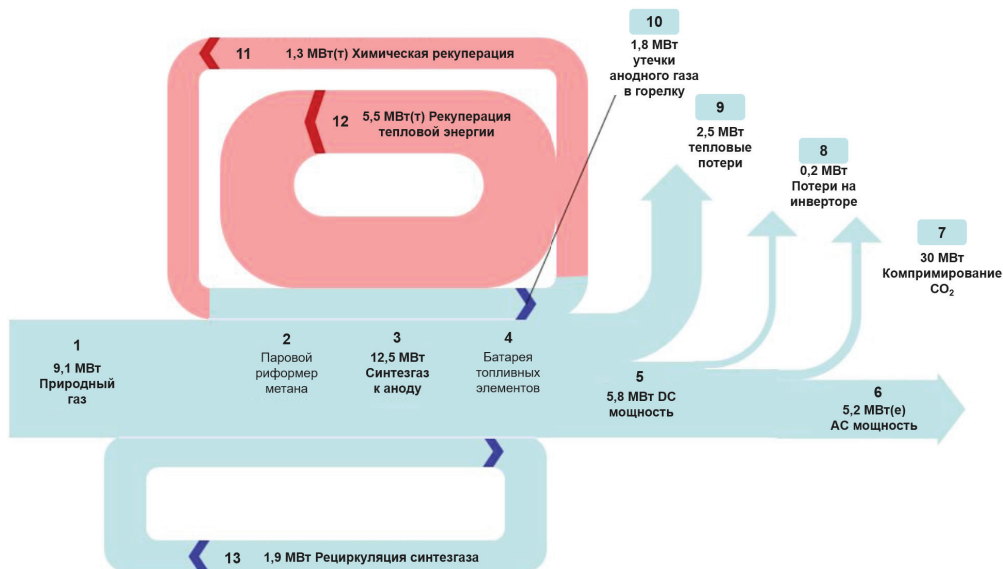 10
1,8 МВт
утечки
анодного газа
в горелку
11 1,3 МВт(т) Химическая рекуперация
12 5,5 МВт(т) Рекуперация
тепловой энергии
9
2,5 МВт
тепловые
потери
8
0,2 МВт
Потери на
инверторе
7
30 МВт
Компримирование
CO₂
1
9,1 МВт
Природный
газ
2
Паровой
риформер
метана
3
12,5 МВт
Синтезгаз
к аноду
4
Батарея
топливных
элементов
5
5,8 МВт DC
мощность
6
5,2 МВт(е)
АС мощность
13 1,9 МВт Рециркуляция синтезгаза